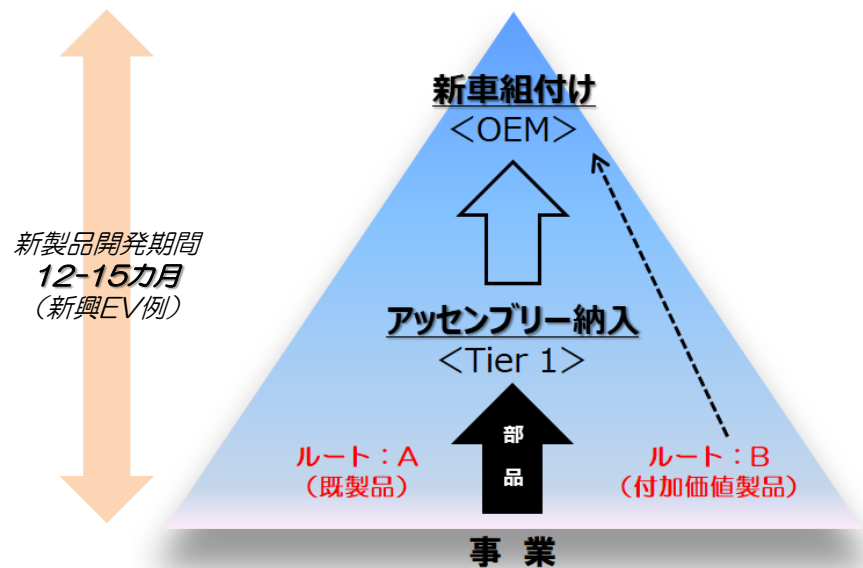 新車組付け
＜OEM＞
新製品開発期間
12-15カ月
（新興EV例）
アッセンブリー納入
＜Tier 1＞
部
品
ルート：A
（既製品）
ルート：B
（付加価値製品）
事 業